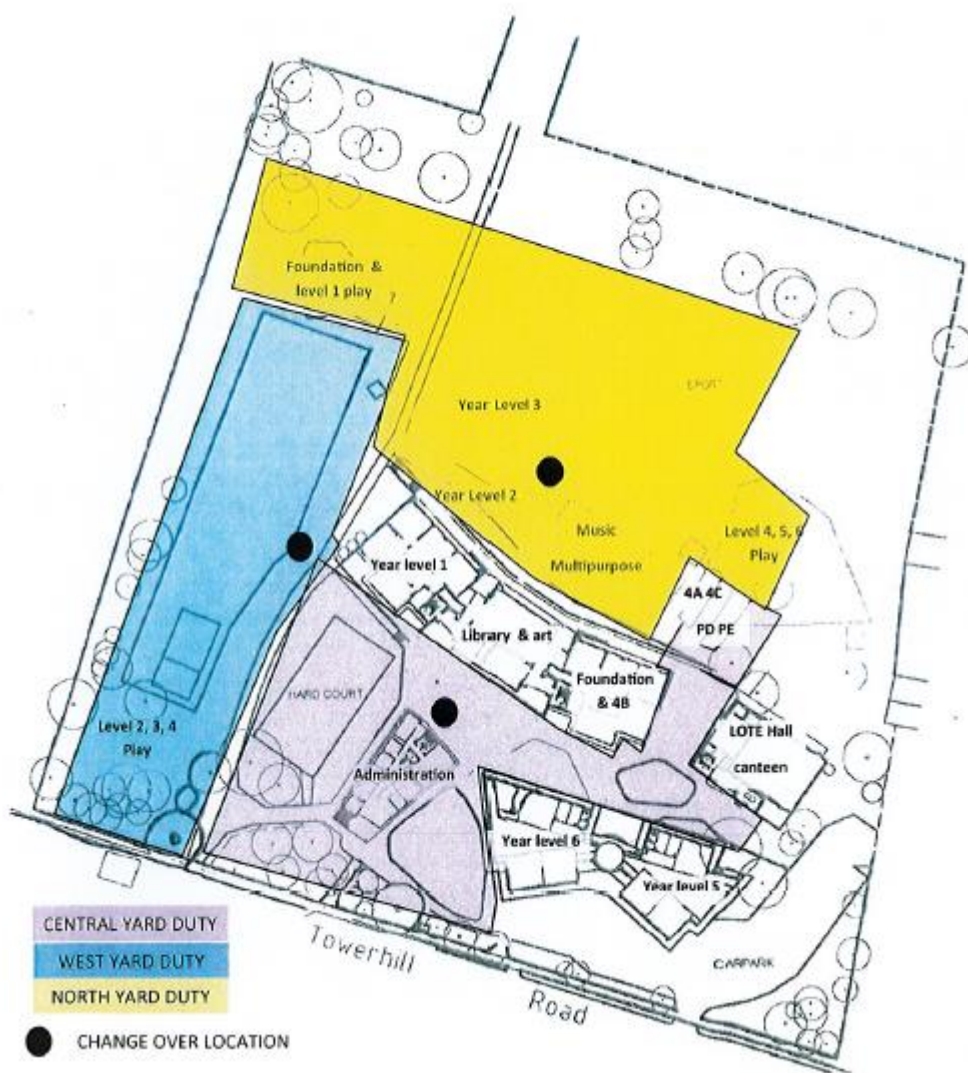 Foundation &
level 1 play
?
Year Level 3
Year Level 2
Music
Multipurpose
Level 4, 5, 6
Play
Year level 1
4A 4C
PD PE
Library & art
Foundation
& 4B
HARD COURT
LOTE Hall
canteen
Level 2, 3, 4
Play
Administration
Year level 6
Year level 5
CARPARK
Towerhill
Road
CENTRAL YARD DUTY
WEST YARD DUTY
NORTH YARD DUTY
CHANGE OVER LOCATION